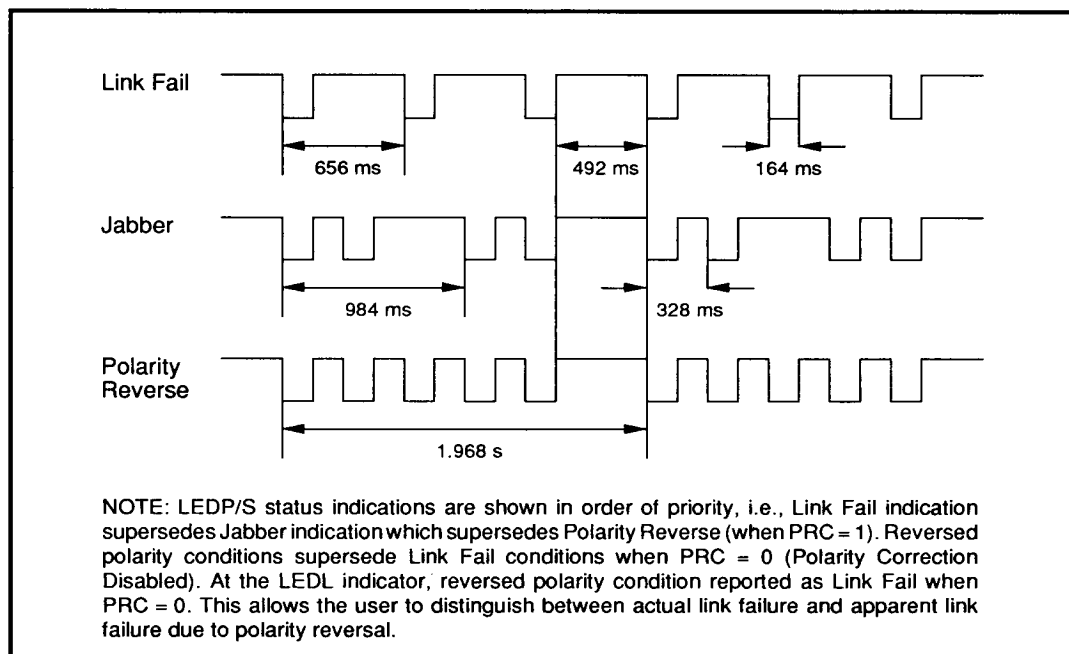 Link Fail
656 ms
492 ms
164 ms
Jabber
984 ms
328 ms
Polarity
Reverse
1.968 s
NOTE: LEDP/S status indications are shown in order of priority, i.e., Link Fail indication
supersedes Jabber indication which supersedes Polarity Reverse (when PRC = 1). Reversed
polarity conditions supersede Link Fail conditions when PRC = 0 (Polarity Correction
Disabled). At the LEDL indicator, reversed polarity condition reported as Link Fail when
PRC = 0. This allows the user to distinguish between actual link failure and apparent link
failure due to polarity reversal.